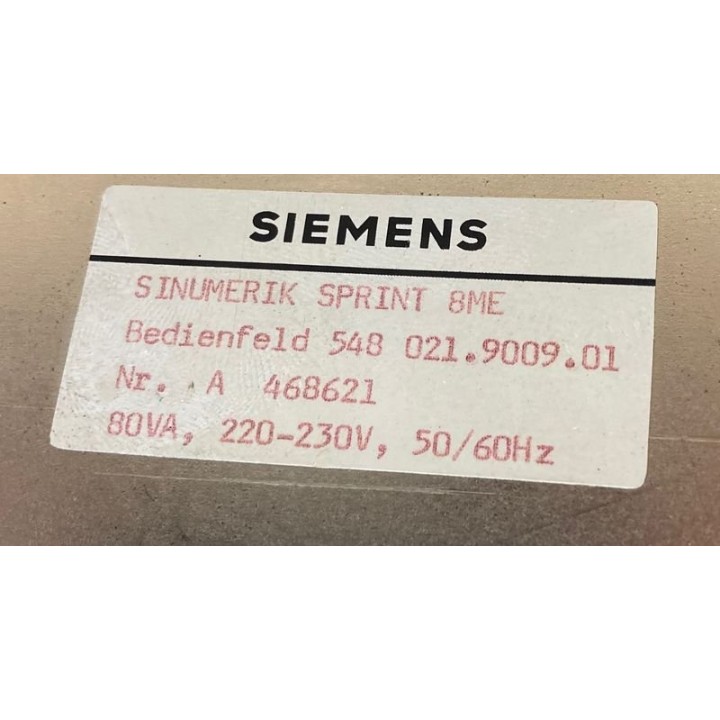 SIEMENS
SINUMERIK SPRINT 8ME
Bedienfeld 548 021.9009.01
Nr. A 468621
80VA, 220-230V, 50/60Hz